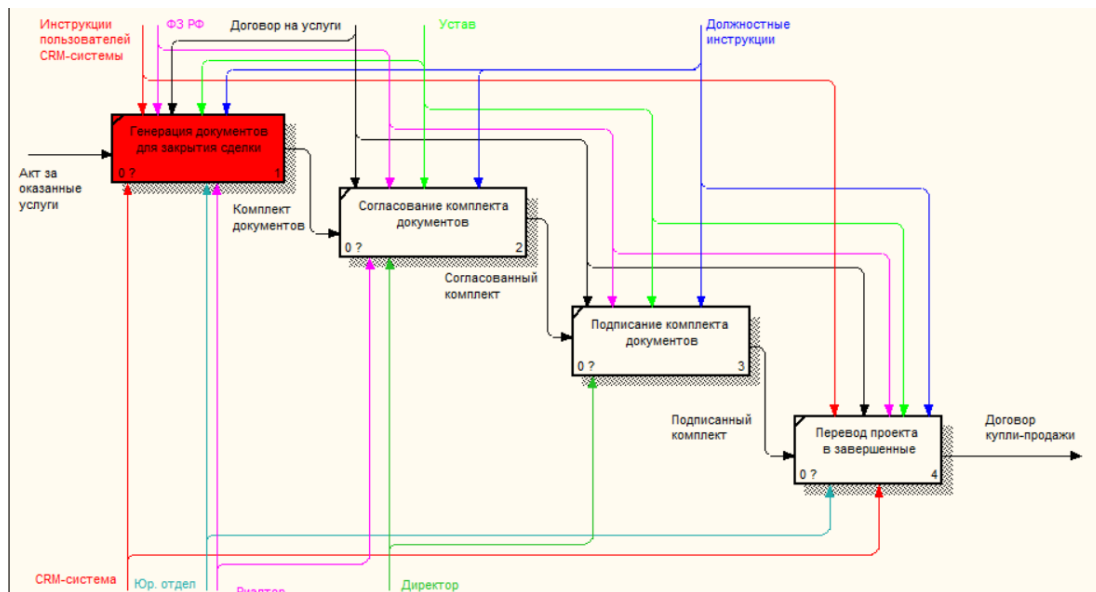 Инструкции
пользователей
CRM-системы
ФЗ РФ
Договор на услуги
Устав
Должностные
инструкции
Генерация документов
для закрытия сделки
0 ?
1
Акт за
оказанные
услуги
Комплект
документов
Согласование комплекта
документов
0 ?
2
Согласованный
комплект
Подписание комплекта
документов
0 ?
3
Подписанный
комплект
Перевод проекта
в завершенные
0 ?
4
Договор
купли-продажи
CRM-система
Юр. отдел
Риэлтор
Директор